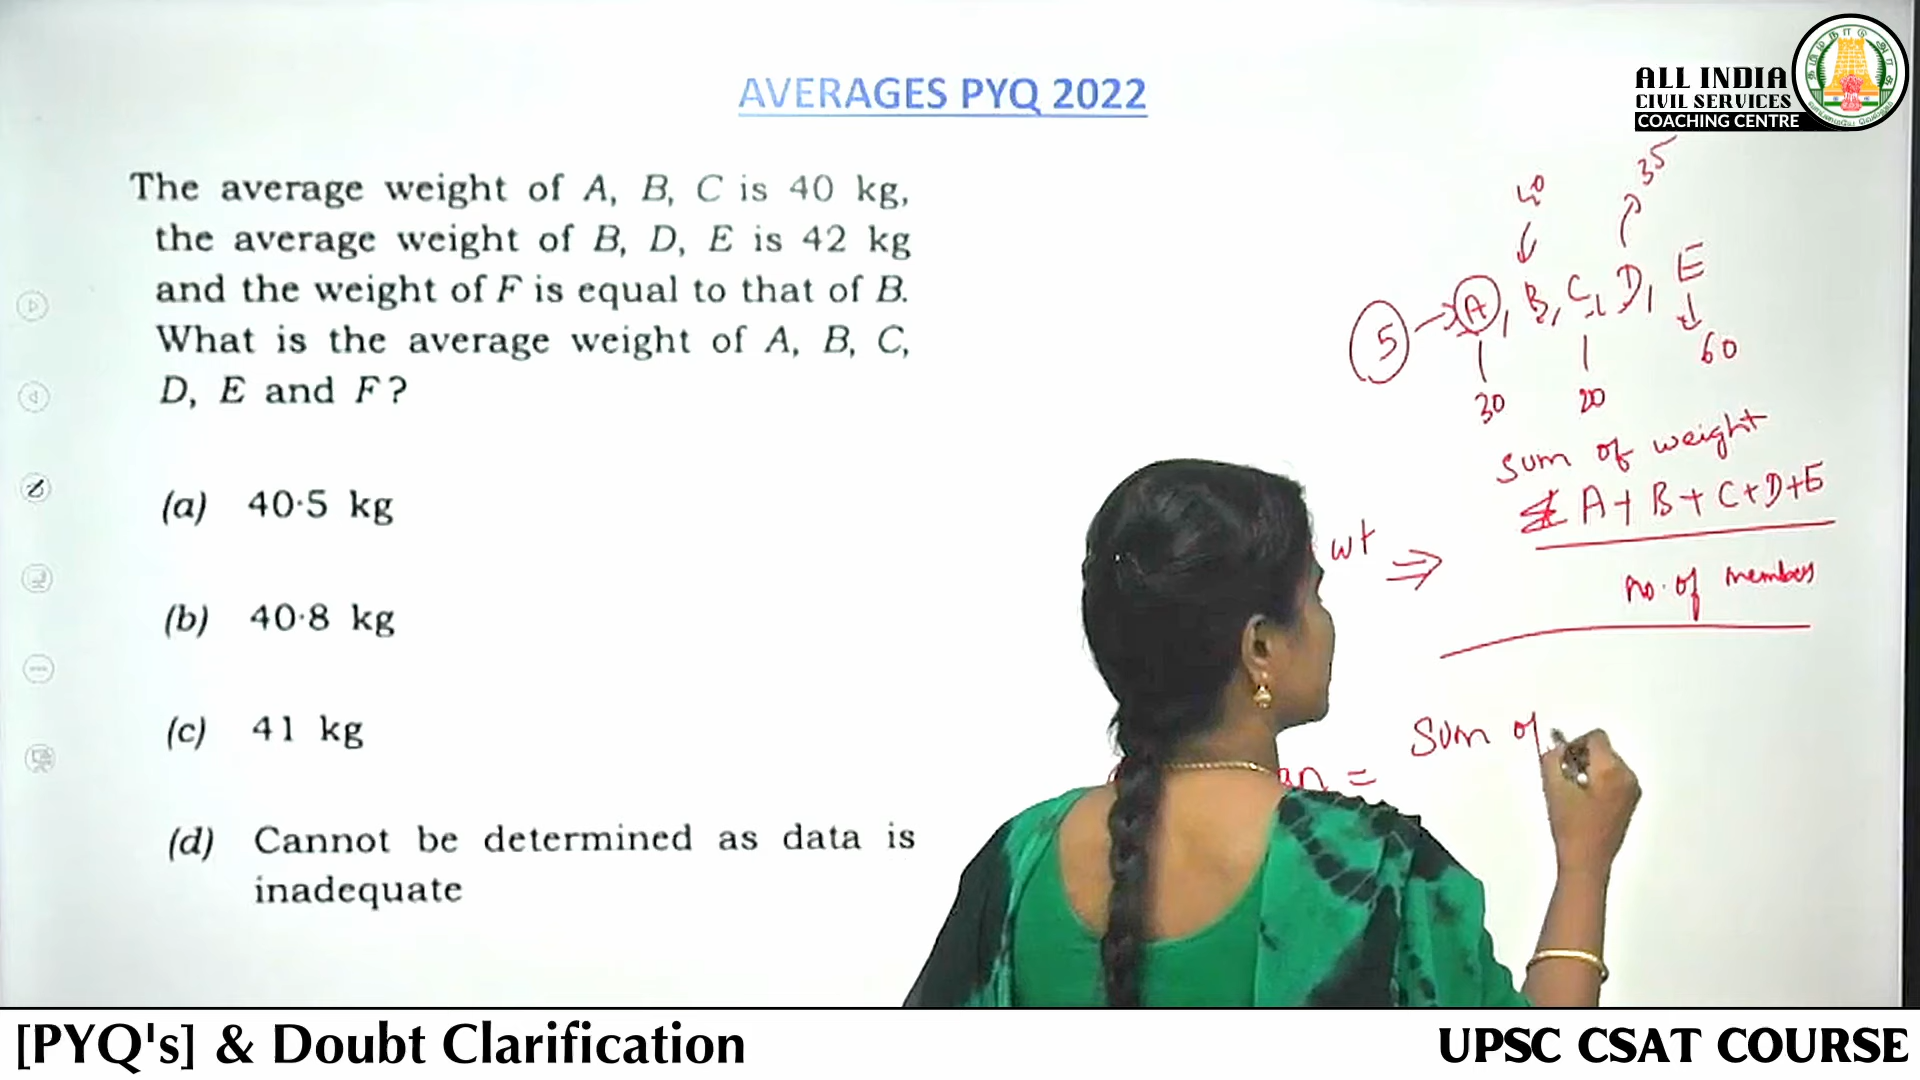 AVERAGES PYQ 2022
ALL INDIA
CIVIL SERVICES
COACHING CENTRE
The average weight of A, B, C is 40 kg,
the average weight of B, D, E is 42 kg
and the weight of F is equal to that of B.
What is the average weight of A, B, C,
D, E and F?
(a) 40·5 kg
(b) 40·8 kg
(c) 41 kg
(d) Cannot be determined as data is
inadequate
40
35
5 → A, B, C, D, E
30
20
60
sum of weight
A + B + C + D + E
wt ⇒
no. of members
Sum of
an =
[PYQ's] & Doubt Clarification
UPSC CSAT COURSE